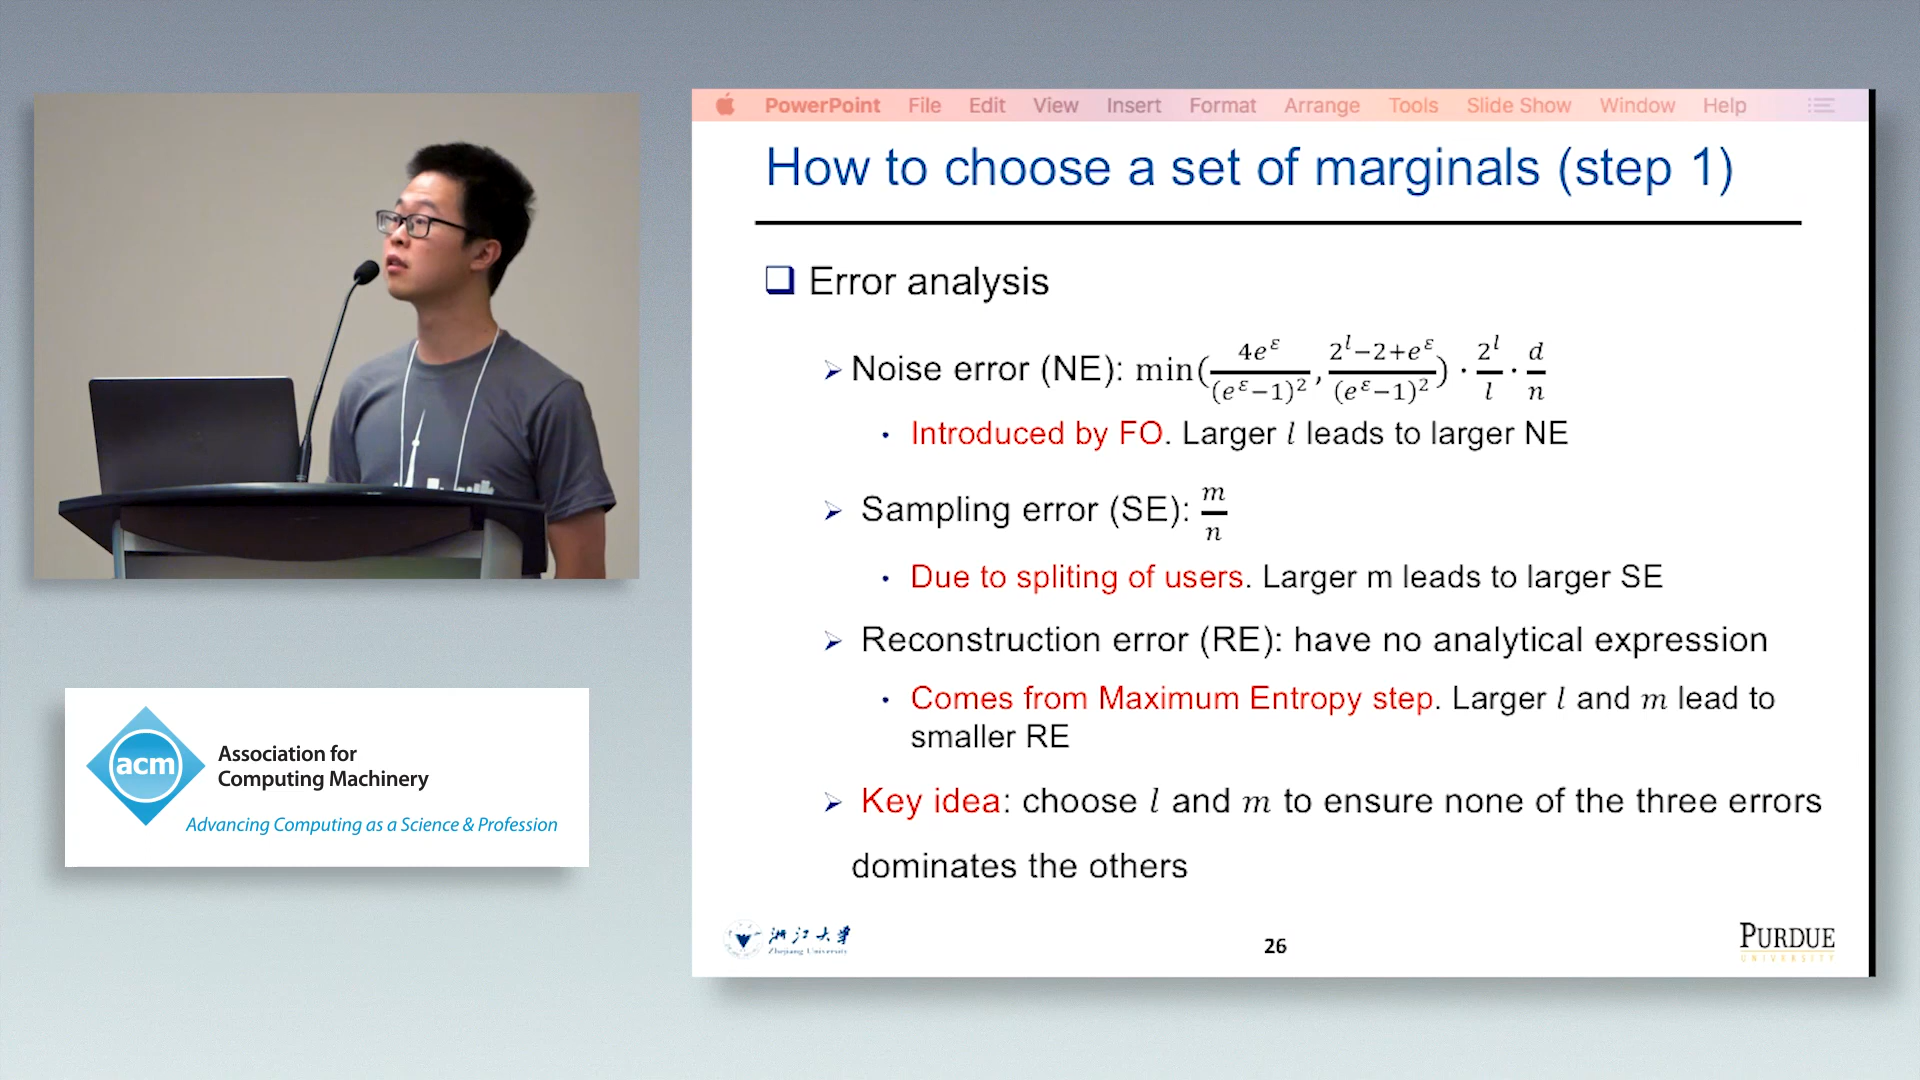 PowerPoint File Edit View Insert Format Arrange Tools Slide Show Window Help
How to choose a set of marginals (step 1)
❑ Error analysis
➢ Noise error (NE): min(4e^ε/(e^ε−1)^2, 2^l−2+e^ε/(e^ε−1)^2) · 2^l/l · d/n
• Introduced by FO. Larger l leads to larger NE
➢ Sampling error (SE): m/n
• Due to spliting of users. Larger m leads to larger SE
➢ Reconstruction error (RE): have no analytical expression
• Comes from Maximum Entropy step. Larger l and m lead to
smaller RE
➢ Key idea: choose l and m to ensure none of the three errors
dominates the others
浙江大学
Zhejiang University
26
PURDUE
UNIVERSITY
acm
Association for
Computing Machinery
Advancing Computing as a Science & Profession